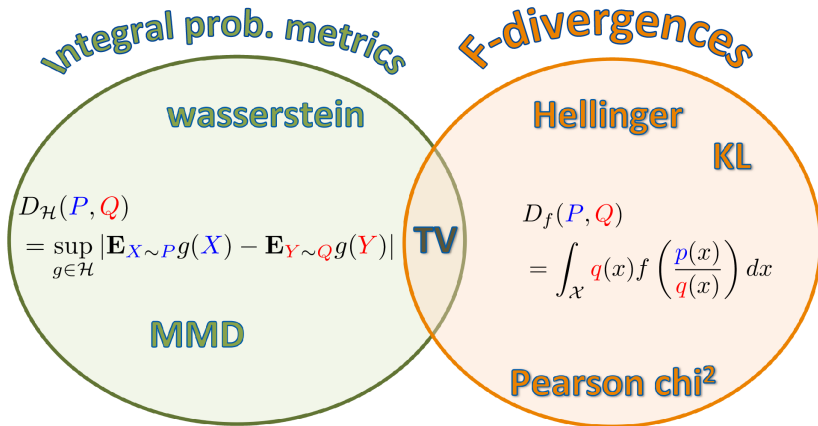 Integral prob. metrics
F-divergences
wasserstein
Hellinger
KL
D_ℋ(P, Q)
= sup_{g∈ℋ} |E_{X∼P} g(X) − E_{Y∼Q} g(Y)|
TV
D_f(P, Q)
= ∫_𝒳 q(x) f (p(x)/q(x)) dx
MMD
Pearson chi²